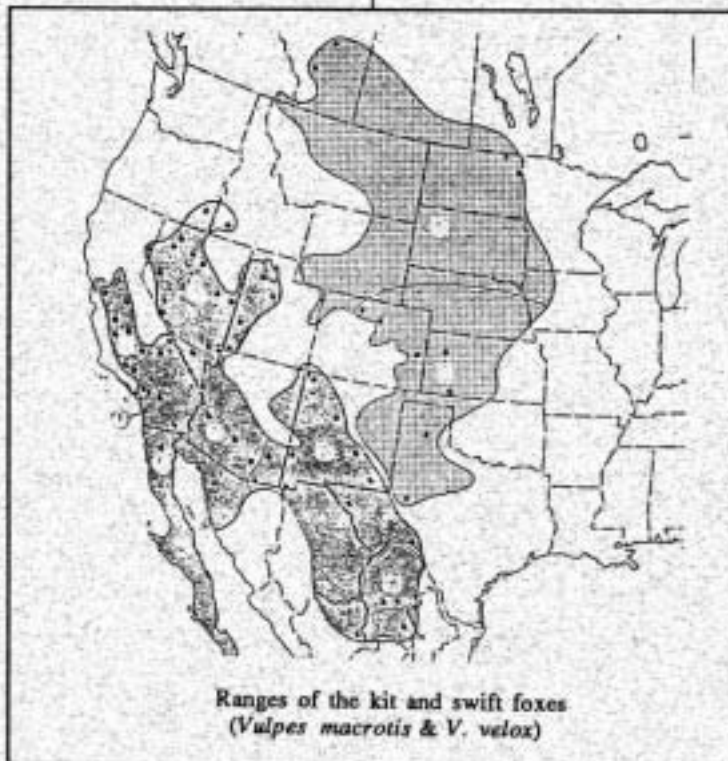 Ranges of the kit and swift foxes
(Vulpes macrotis & V. velox)